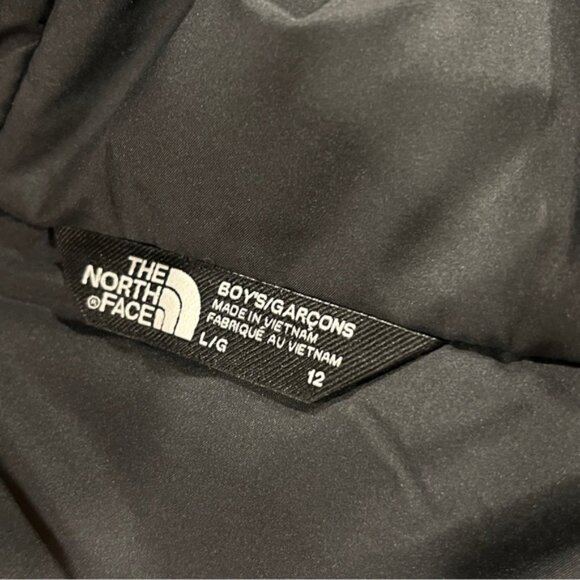 THE
NORTH
®FACE
BOY'S/GARÇONS
MADE IN VIETNAM
FABRIQUÉ AU VIETNAM
L/G 12